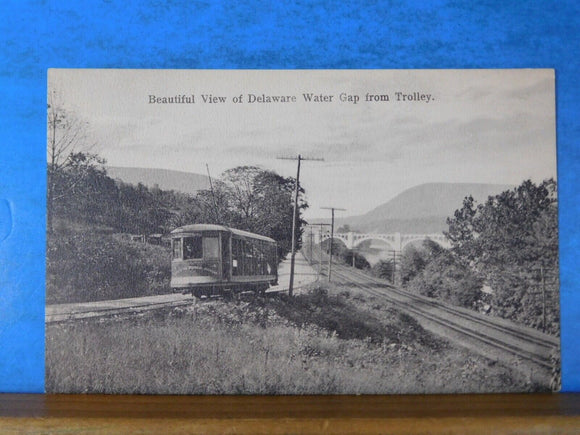 Beautiful View of Delaware Water Gap from Trolley.